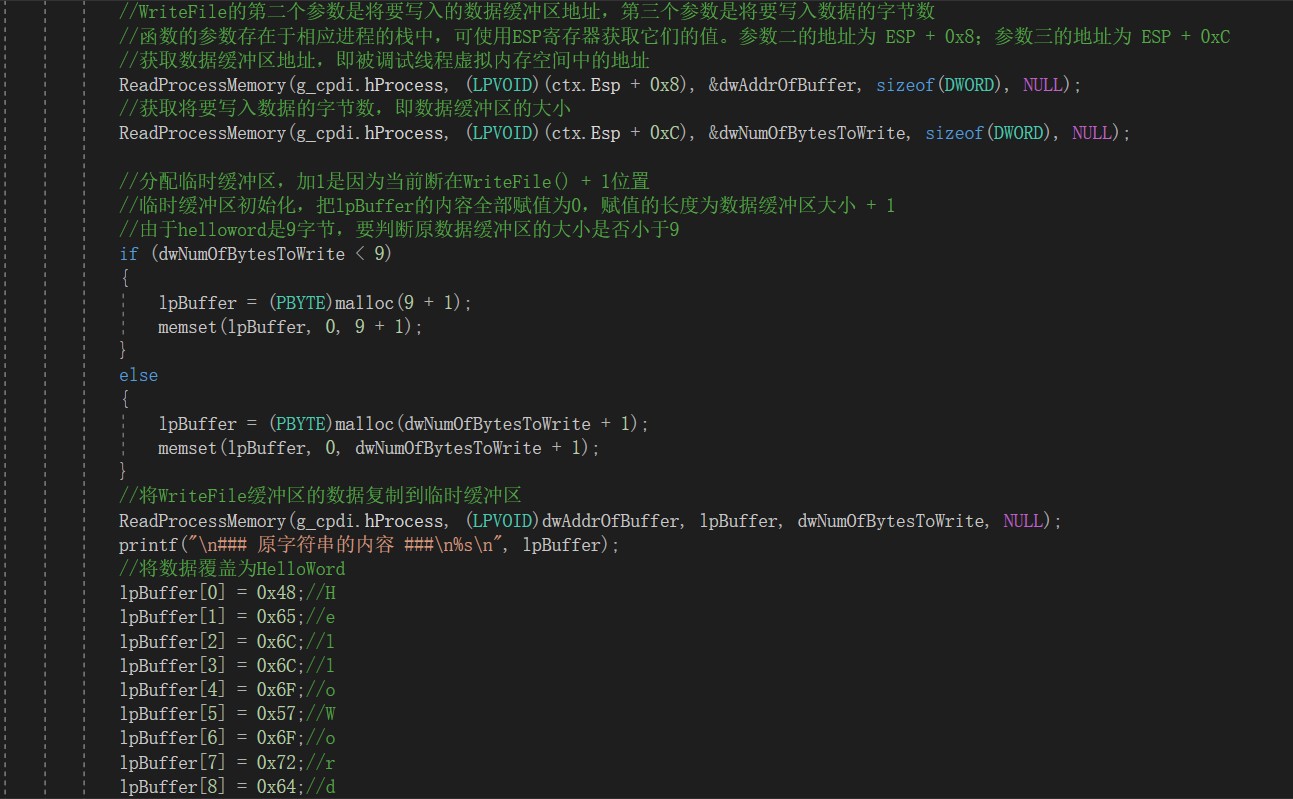 //WriteFile的第二个参数是将要写入的数据缓冲区地址，第三个参数是将要写入数据的字节数
//函数的参数存在于相应进程的栈中，可使用ESP寄存器获取它们的值。参数二的地址为 ESP + 0x8；参数三的地址为 ESP + 0xC
//获取数据缓冲区地址，即被调试线程虚拟内存空间中的地址
ReadProcessMemory(g_cpdi.hProcess, (LPVOID)(ctx.Esp + 0x8), &dwAddrOfBuffer, sizeof(DWORD), NULL);
//获取将要写入数据的字节数，即数据缓冲区的大小
ReadProcessMemory(g_cpdi.hProcess, (LPVOID)(ctx.Esp + 0xC), &dwNumOfBytesToWrite, sizeof(DWORD), NULL);
//分配临时缓冲区，加1是因为当前断在WriteFile() + 1位置
//临时缓冲区初始化，把lpBuffer的内容全部赋值为0，赋值的长度为数据缓冲区大小 + 1
//由于helloword是9字节，要判断原数据缓冲区的大小是否小于9
if (dwNumOfBytesToWrite < 9)
{
lpBuffer = (PBYTE)malloc(9 + 1);
memset(lpBuffer, 0, 9 + 1);
}
else
{
lpBuffer = (PBYTE)malloc(dwNumOfBytesToWrite + 1);
memset(lpBuffer, 0, dwNumOfBytesToWrite + 1);
}
//将WriteFile缓冲区的数据复制到临时缓冲区
ReadProcessMemory(g_cpdi.hProcess, (LPVOID)dwAddrOfBuffer, lpBuffer, dwNumOfBytesToWrite, NULL);
printf("\n### 原字符串的内容 ###\n%s\n", lpBuffer);
//将数据覆盖为HelloWord
lpBuffer[0] = 0x48;//H
lpBuffer[1] = 0x65;//e
lpBuffer[2] = 0x6C;//l
lpBuffer[3] = 0x6C;//l
lpBuffer[4] = 0x6F;//o
lpBuffer[5] = 0x57;//W
lpBuffer[6] = 0x6F;//o
lpBuffer[7] = 0x72;//r
lpBuffer[8] = 0x64;//d